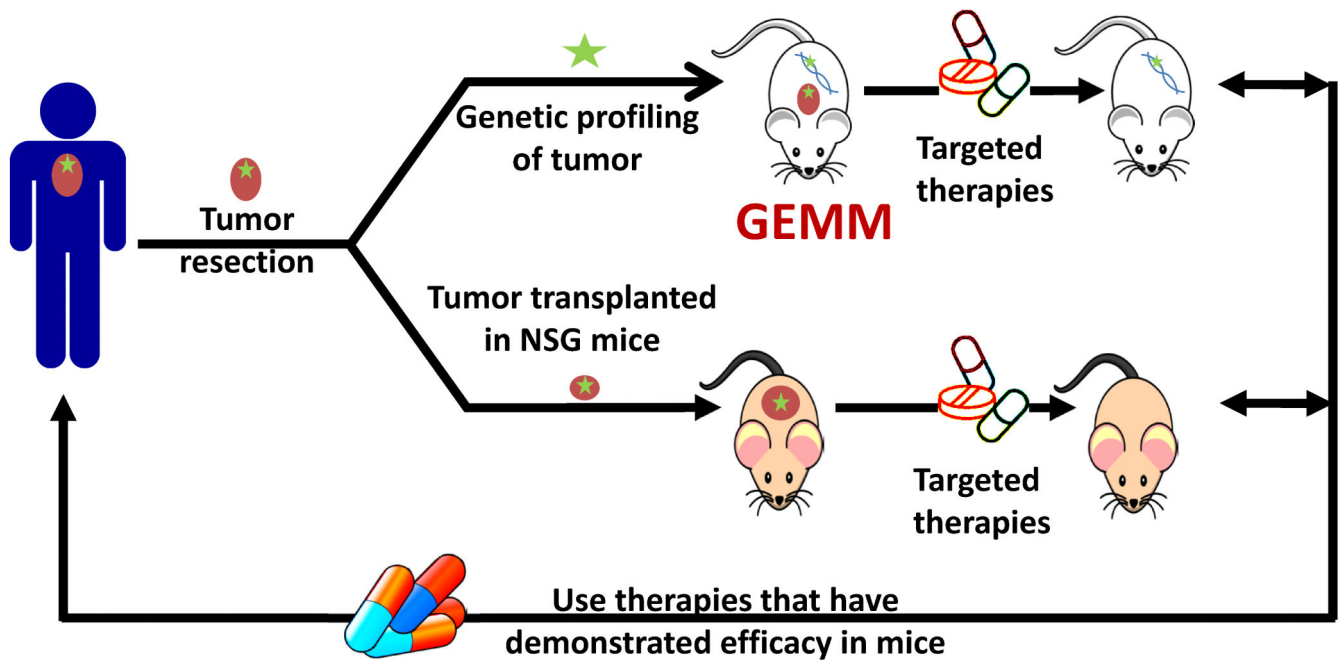 Genetic profiling
of tumor
GEMM
Targeted
therapies
Tumor
resection
Tumor transplanted
in NSG mice
Targeted
therapies
Use therapies that have
demonstrated efficacy in mice